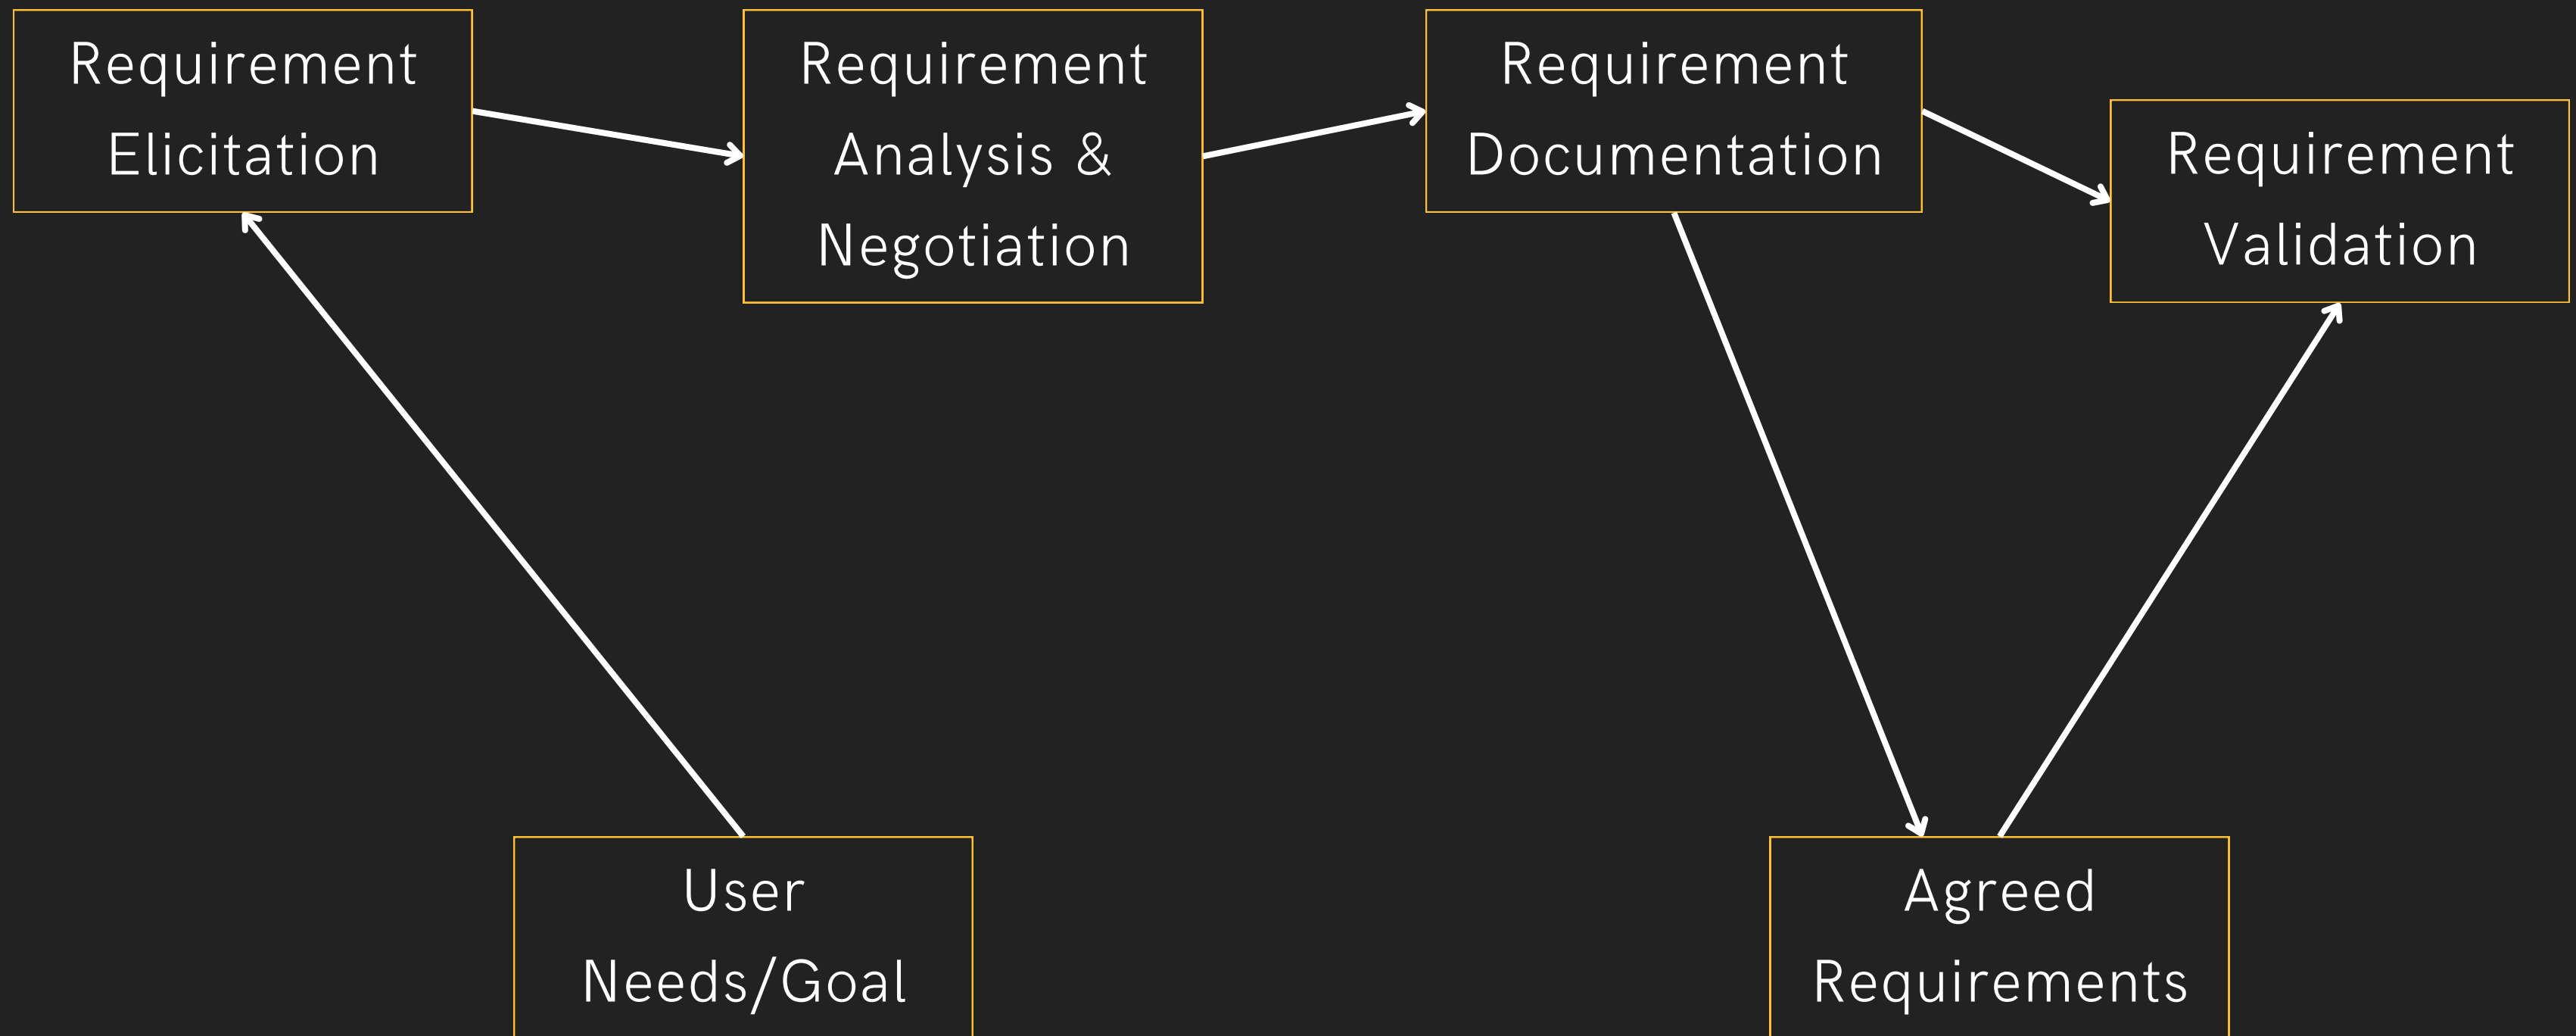 Requirement
Elicitation
Requirement
Analysis &
Negotiation
Requirement
Documentation
Requirement
Validation
User
Needs/Goal
Agreed
Requirements